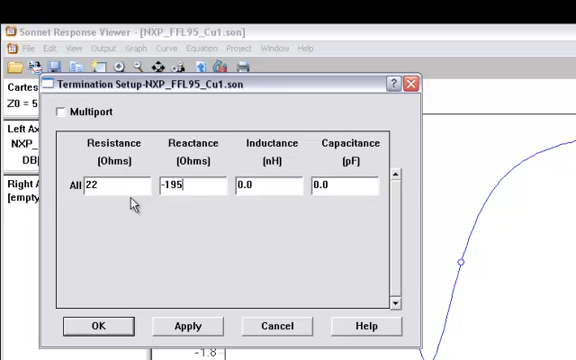 Sonnet Response Viewer - [NXP_FFL95_Cu1.son]
File Edit View Output Graph Curve Equation Project Window Help
Termination Setup-NXP_FFL95_Cu1.son
Cartes
Z0 = 5
Multiport
Left Ax
NXP_
DB[
Right A
[empty
Resistance Reactance Inductance Capacitance
(Ohms) (Ohms) (nH) (pF)
All 22 -195 0.0 0.0
OK Apply Cancel Help
-1.8